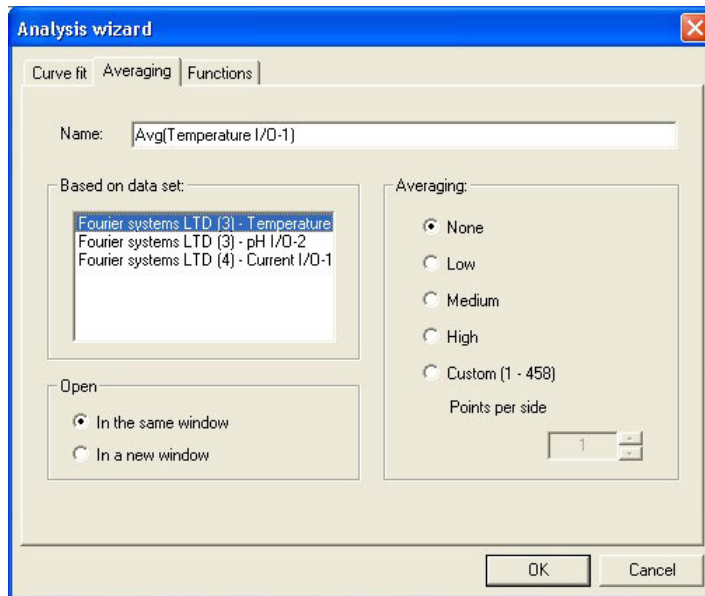 Analysis wizard
Curve fit Averaging Functions
Name: Avg(Temperature I/O-1)
Based on data set:
Fourier systems LTD (3) - Temperature
Fourier systems LTD (3) - pH I/O-2
Fourier systems LTD (4) - Current I/O-1
Open
In the same window
In a new window
Averaging:
None
Low
Medium
High
Custom (1 - 458)
Points per side
1
OK Cancel